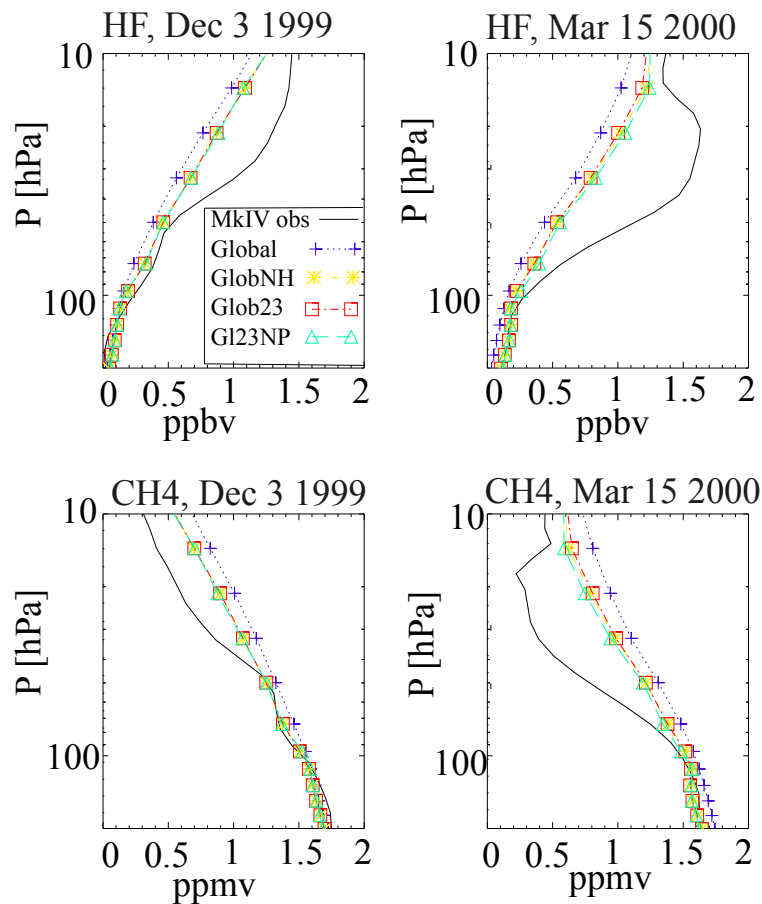 HF, Dec 3 1999
10
100
P [hPa]
MkIV obs
Global
GlobNH
Glob23
Gl23NP
0 0.5 1 1.5 2
ppbv
HF, Mar 15 2000
10
100
P [hPa]
0 0.5 1 1.5 2
ppbv
CH4, Dec 3 1999
10
100
P [hPa]
0 0.5 1 1.5 2
ppmv
CH4, Mar 15 2000
10
100
P [hPa]
0 0.5 1 1.5 2
ppmv